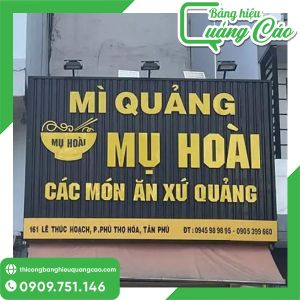 Bảng hiệu
Quảng Cáo
MÌ QUẢNG
MỤ HOÀI
MỤ HOÀI
CÁC MÓN ĂN XỨ QUẢNG
161 LÊ THÚC HOẠCH, P.PHÚ THỌ HÒA, TÂN PHÚ ĐT: 0945 98 98 95 - 0905 399 660
thicongbanghieuquangcao.com
0909.751.146